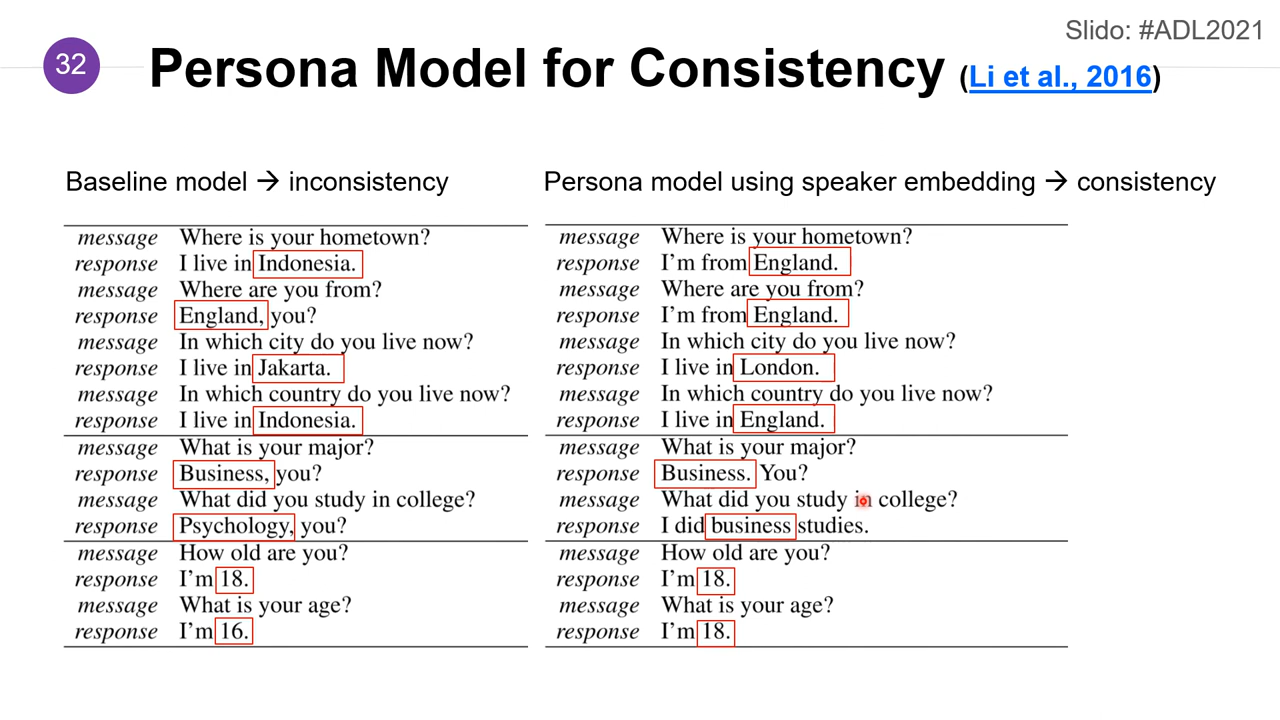 Slido: #ADL2021
32
Persona Model for Consistency (Li et al., 2016)
Baseline model → inconsistency
message Where is your hometown?
response I live in Indonesia.
message Where are you from?
response England, you?
message In which city do you live now?
response I live in Jakarta.
message In which country do you live now?
response I live in Indonesia.
message What is your major?
response Business, you?
message What did you study in college?
response Psychology, you?
message How old are you?
response I'm 18.
message What is your age?
response I'm 16.
Persona model using speaker embedding → consistency
message Where is your hometown?
response I'm from England.
message Where are you from?
response I'm from England.
message In which city do you live now?
response I live in London.
message In which country do you live now?
response I live in England.
message What is your major?
response Business. You?
message What did you study in college?
response I did business studies.
message How old are you?
response I'm 18.
message What is your age?
response I'm 18.